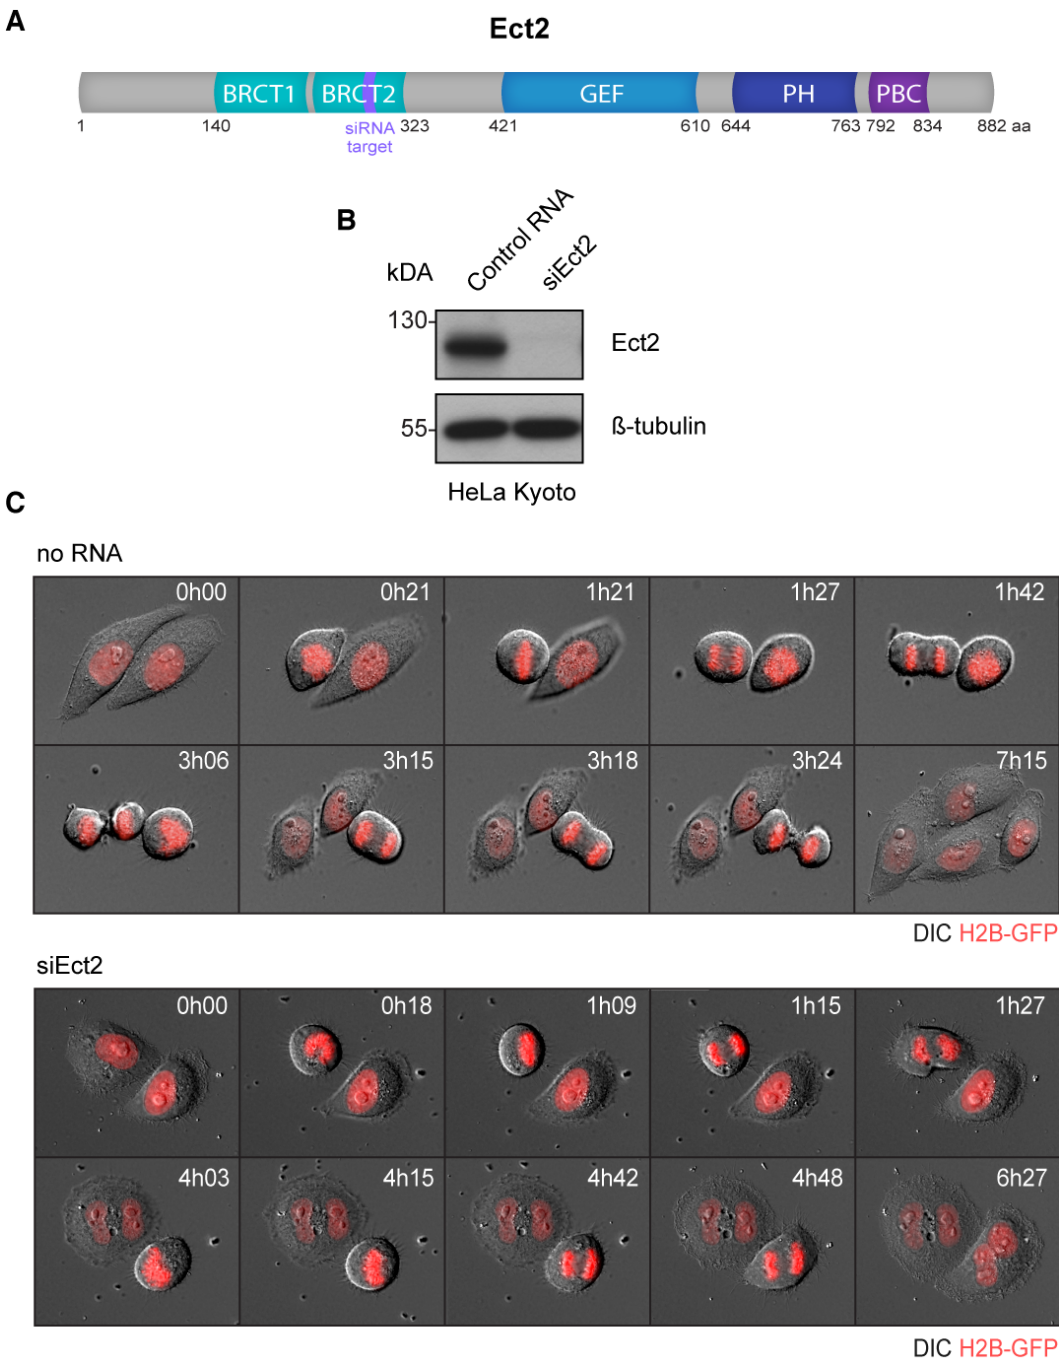 A
Ect2
BRCT1 BRCT2 GEF PH PBC
1 140 siRNA target 323 421 610 644 763 792 834 882 aa
B
kDA Control RNA siEct2
130 Ect2
55 ß-tubulin
HeLa Kyoto
C
no RNA
0h00 0h21 1h21 1h27 1h42
3h06 3h15 3h18 3h24 7h15
DIC H2B-GFP
siEct2
0h00 0h18 1h09 1h15 1h27
4h03 4h15 4h42 4h48 6h27
DIC H2B-GFP